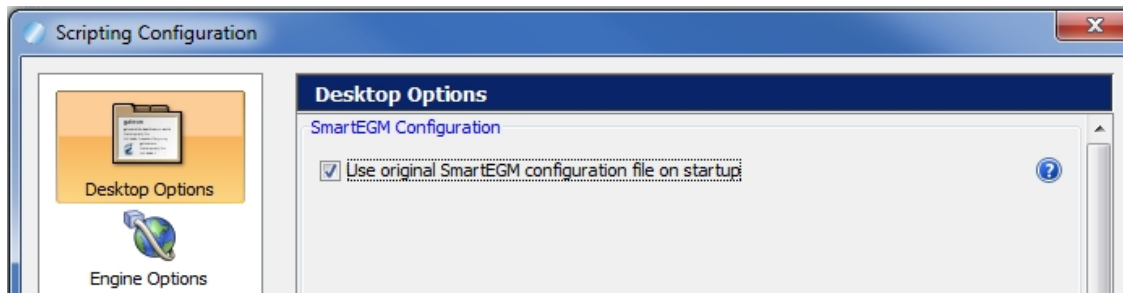 Scripting Configuration
Desktop Options
SmartEGM Configuration
Use original SmartEGM configuration file on startup
Desktop Options
Engine Options